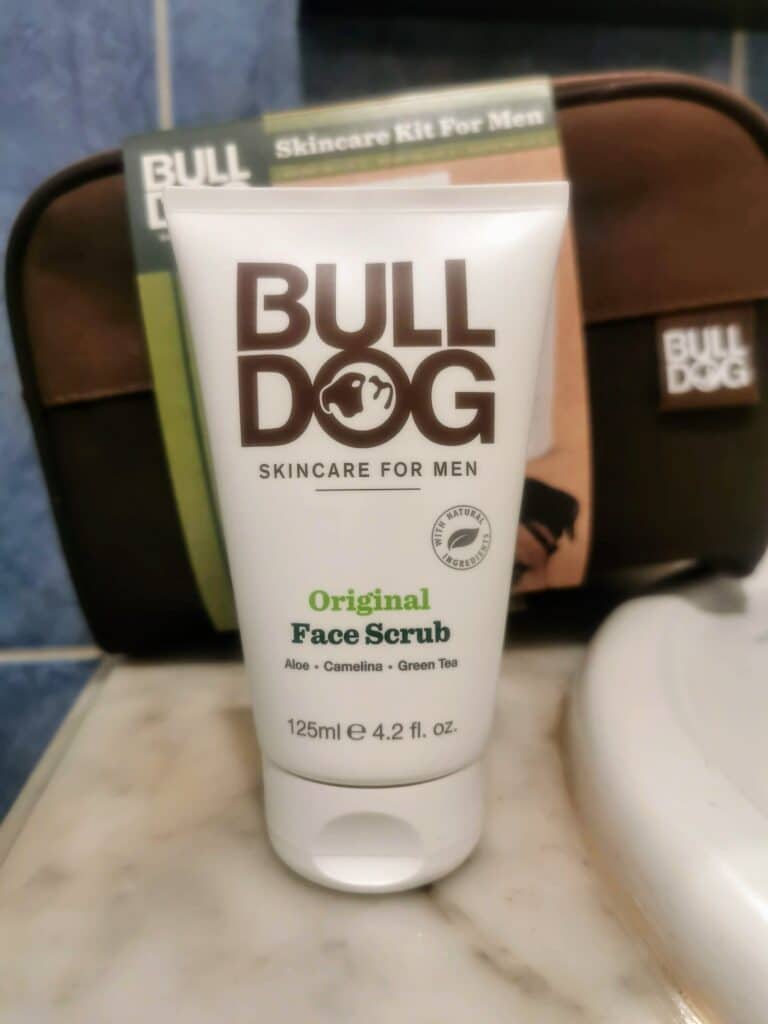 BULL
Skincare Kit For Men
BULL
DOG
SKINCARE FOR MEN
WITH NATURAL
INGREDIENTS
Original
Face Scrub
Aloe • Camelina • Green Tea
125ml ℮ 4.2 fl. oz.
BULL
DOG